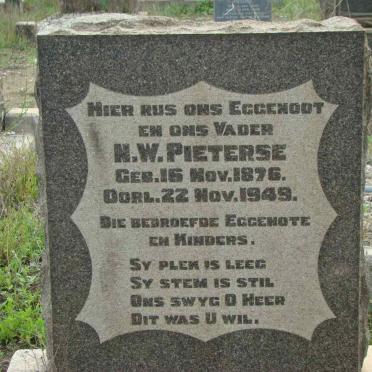 Hier rus ons Eggenoot
en ons Vader
H.W. Pieterse
Geb. 16 Nov. 1876.
Oorl. 22 Nov. 1949.
Die bedroefde Eggenote
en Kinders.
Sy plek is leeg
Sy stem is stil
Ons swyg O Heer
Dit was U wil.